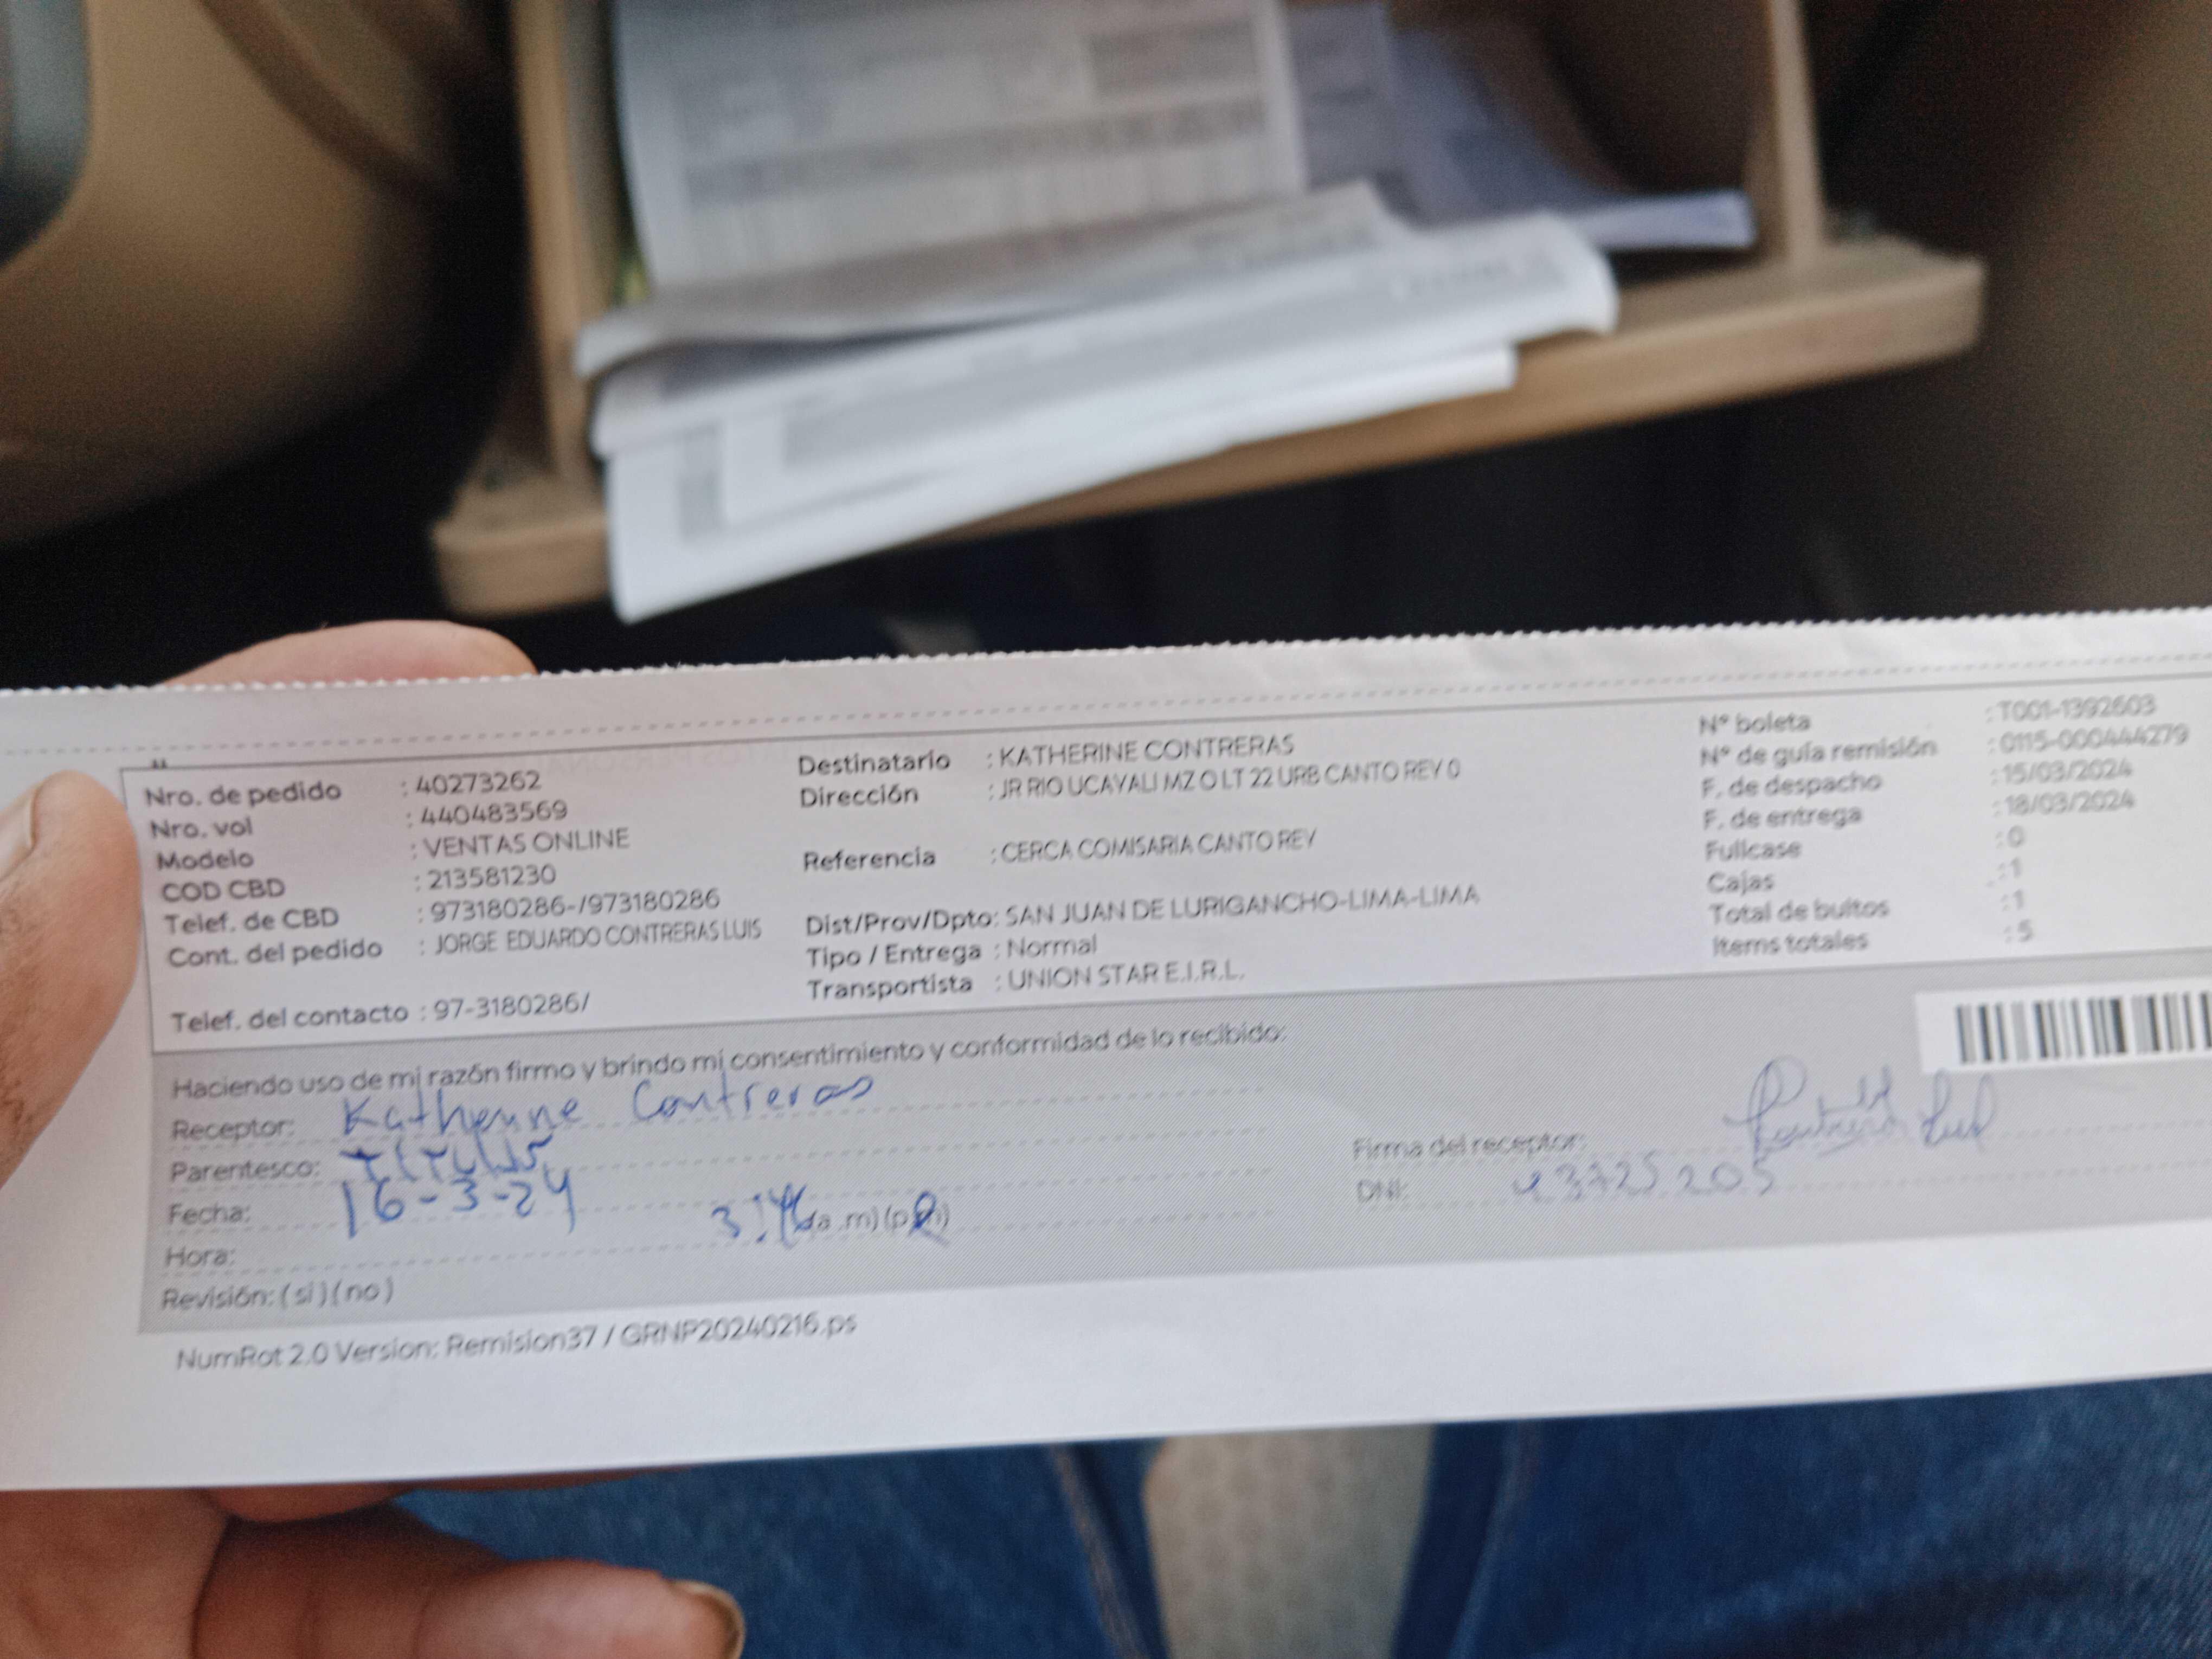 Nro. de pedido : 40273262
Nro. vol : 440483569
Modelo : VENTAS ONLINE
COD CBD : 213581230
Telef. de CBD : 973180286-/973180286
Cont. del pedido : JORGE EDUARDO CONTRERAS LUIS
Telef. del contacto : 97-3180286/
Destinatario : KATHERINE CONTRERAS
Dirección : JR RIO UCAYALI MZ O LT 22 URB CANTO REY 0
Referencia : CERCA COMISARIA CANTO REY
Dist/Prov/Dpto: SAN JUAN DE LURIGANCHO-LIMA-LIMA
Tipo / Entrega : Normal
Transportista : UNION STAR E.I.R.L.
N° boleta : T001-1392603
N° de guía remisión : 0115-000444279
F. de despacho : 15/03/2024
F. de entrega : 18/03/2024
Fullcase : 0
Cajas : 1
Total de bultos : 1
Items totales : 5
Haciendo uso de mi razón firmo y brindo mi consentimiento y conformidad de lo recibido:
Receptor: Katherine Contreras
Parentesco:
Fecha: 16-3-24
Hora: (a.m) (p.m)
Revisión: (si) (no)
Firma del receptor:
DNI: 43725205
NumRot 2.0 Version: Remision37 / GRNP20240216.ps